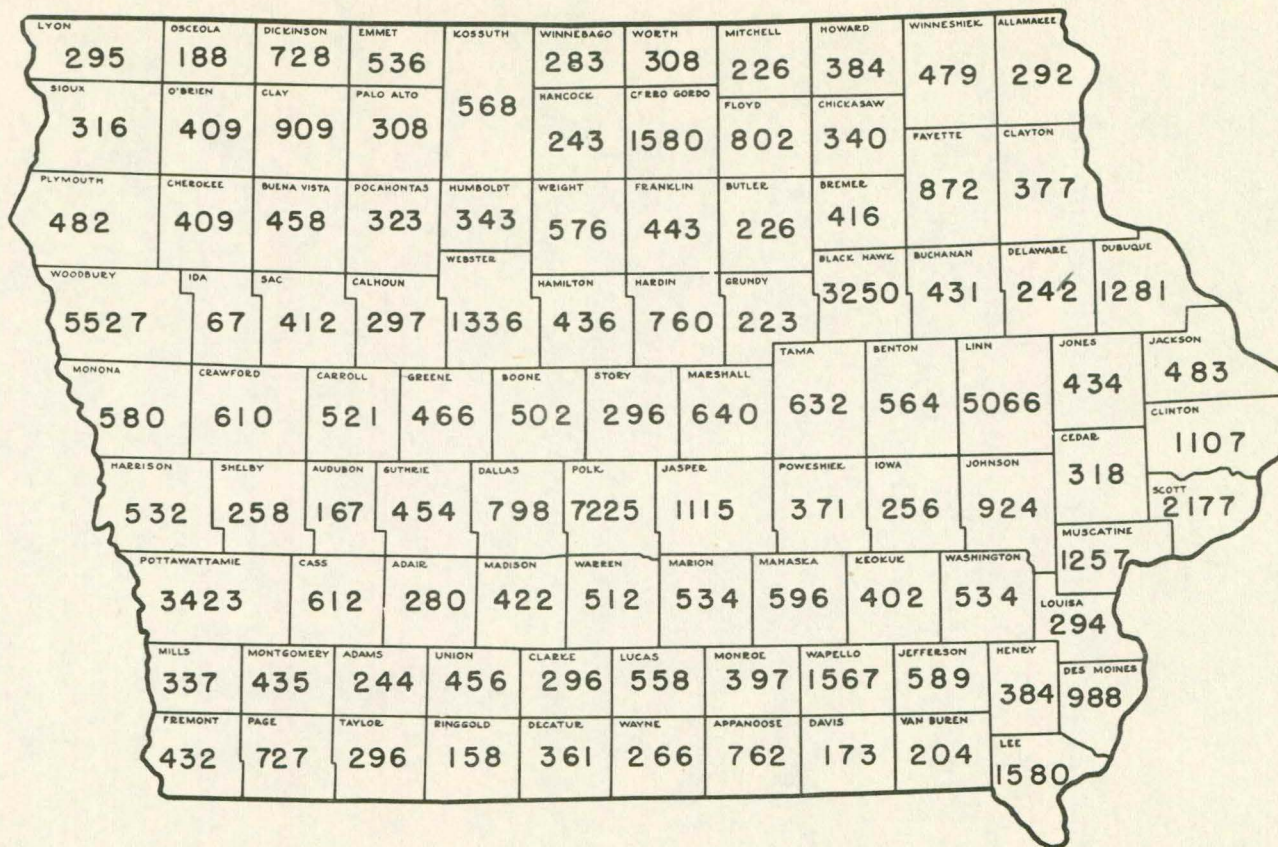 LYON
295
OSCEOLA
188
DICKINSON
728
EMMET
536
KOSSUTH
568
WINNEBAGO
283
WORTH
308
MITCHELL
226
HOWARD
384
WINNESHIEK
479
ALLAMAKEE
292
SIOUX
316
O'BRIEN
409
CLAY
909
PALO ALTO
308
HANCOCK
243
CERRO GORDO
1580
FLOYD
802
CHICKASAW
340
FAYETTE
872
CLAYTON
377
PLYMOUTH
482
CHEROKEE
409
BUENA VISTA
458
POCAHONTAS
323
HUMBOLDT
343
WRIGHT
576
FRANKLIN
443
BUTLER
226
BREMER
416
WOODBURY
5527
IDA
67
SAC
412
CALHOUN
297
WEBSTER
1336
HAMILTON
436
HARDIN
760
GRUNDY
223
BLACK HAWK
3250
BUCHANAN
431
DELAWARE
242
DUBUQUE
1281
MONONA
580
CRAWFORD
610
CARROLL
521
GREENE
466
BOONE
502
STORY
296
MARSHALL
640
TAMA
632
BENTON
564
LINN
5066
JONES
434
JACKSON
483
CLINTON
1107
HARRISON
532
SHELBY
258
AUDUBON
167
GUTHRIE
454
DALLAS
798
POLK
7225
JASPER
1115
POWESHIEK
371
IOWA
256
JOHNSON
924
CEDAR
318
SCOTT
2177
MUSCATINE
1257
POTTAWATTAMIE
3423
CASS
612
ADAIR
280
MADISON
422
WARREN
512
MARION
534
MAHASKA
596
KEOKUK
402
WASHINGTON
534
LOUISA
294
MILLS
337
MONTGOMERY
435
ADAMS
244
UNION
456
CLARKE
296
LUCAS
558
MONROE
397
WAPELLO
1567
JEFFERSON
589
HENRY
384
DES MOINES
988
FREMONT
432
PAGE
727
TAYLOR
296
RINGGOLD
158
DECATUR
361
WAYNE
266
APPANOOSE
762
DAVIS
173
VAN BUREN
204
LEE
1580